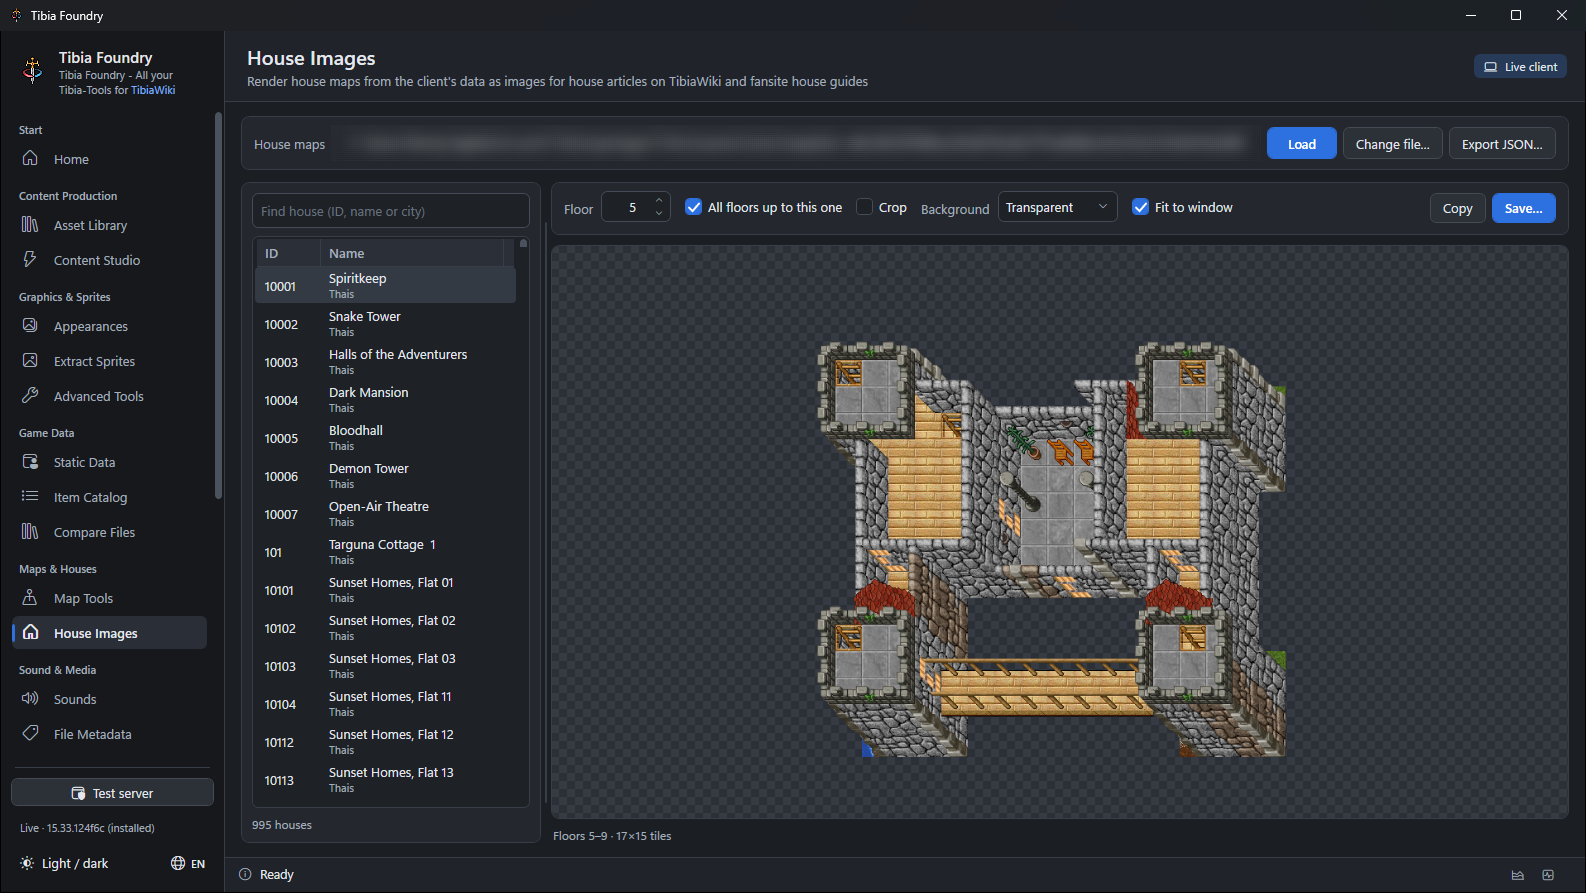 Tibia Foundry
Tibia Foundry
Tibia Foundry - All your
Tibia-Tools for TibiaWiki
Start
Home
Content Production
Asset Library
Content Studio
Graphics & Sprites
Appearances
Extract Sprites
Advanced Tools
Game Data
Static Data
Item Catalog
Compare Files
Maps & Houses
Map Tools
House Images
Sound & Media
Sounds
File Metadata
Test server
Live · 15.33.124f6c (installed)
Light / dark
EN
House Images
Render house maps from the client's data as images for house articles on TibiaWiki and fansite house guides
Live client
House maps
Load
Change file...
Export JSON...
Find house (ID, name or city)
ID Name
10001 Spiritkeep
Thais
10002 Snake Tower
Thais
10003 Halls of the Adventurers
Thais
10004 Dark Mansion
Thais
10005 Bloodhall
Thais
10006 Demon Tower
Thais
10007 Open-Air Theatre
Thais
101 Targuna Cottage 1
Thais
10101 Sunset Homes, Flat 01
Thais
10102 Sunset Homes, Flat 02
Thais
10103 Sunset Homes, Flat 03
Thais
10104 Sunset Homes, Flat 11
Thais
10112 Sunset Homes, Flat 12
Thais
10113 Sunset Homes, Flat 13
Thais
995 houses
Floor 5 All floors up to this one Crop Background Transparent Fit to window
Copy
Save...
Floors 5–9 · 17×15 tiles
Ready